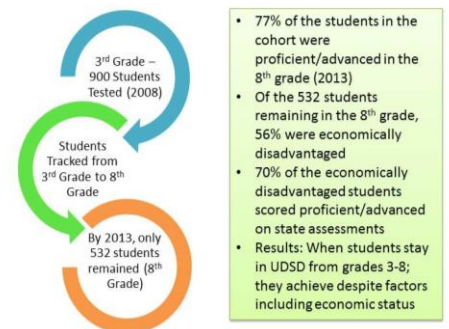 3rd Grade –
900 Students
Tested (2008)
Students
Tracked from
3rd Grade to 8th
Grade
By 2013, only
532 students
remained (8th
Grade)
• 77% of the students in the
cohort were
proficient/advanced in the
8th grade (2013)
• Of the 532 students
remaining in the 8th grade,
56% were economically
disadvantaged
• 70% of the economically
disadvantaged students
scored proficient/advanced
on state assessments
• Results: When students stay
in UDSD from grades 3-8;
they achieve despite factors
including economic status